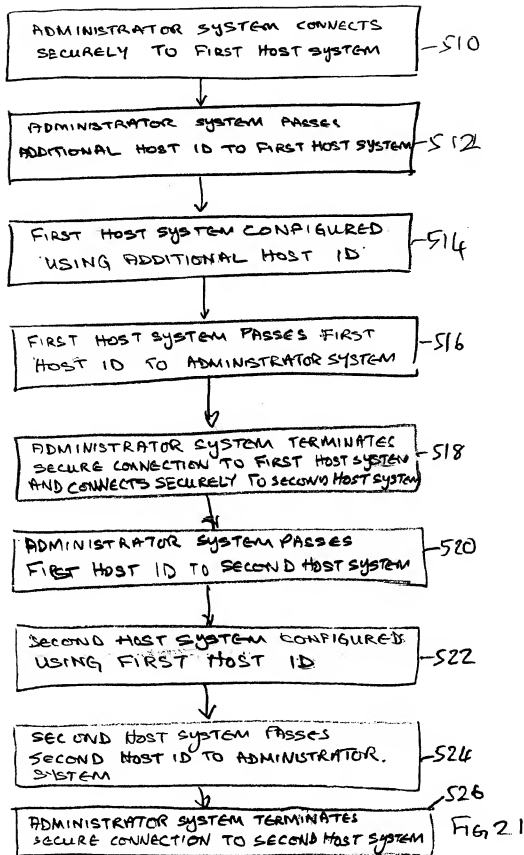 ADMINISTRATOR SYSTEM CONNECTS
SECURELY TO FIRST HOST SYSTEM
510
ADMINISTRATOR SYSTEM PASSES
ADDITIONAL HOST ID TO FIRST HOST SYSTEM
512
FIRST HOST SYSTEM CONFIGURED
USING ADDITIONAL HOST ID
514
FIRST HOST SYSTEM PASSES FIRST
HOST ID TO ADMINISTRATOR SYSTEM
516
ADMINISTRATOR SYSTEM TERMINATES
SECURE CONNECTION TO FIRST HOST SYSTEM
AND CONNECTS SECURELY TO SECOND HOST SYSTEM
518
ADMINISTRATOR SYSTEM PASSES
FIRST HOST ID TO SECOND HOST SYSTEM
520
SECOND HOST SYSTEM CONFIGURED
USING FIRST HOST ID
522
SECOND HOST SYSTEM PASSES
SECOND HOST ID TO ADMINISTRATOR.
SYSTEM
524
ADMINISTRATOR SYSTEM TERMINATES
SECURE CONNECTION TO SECOND HOST SYSTEM
526
FIG 21